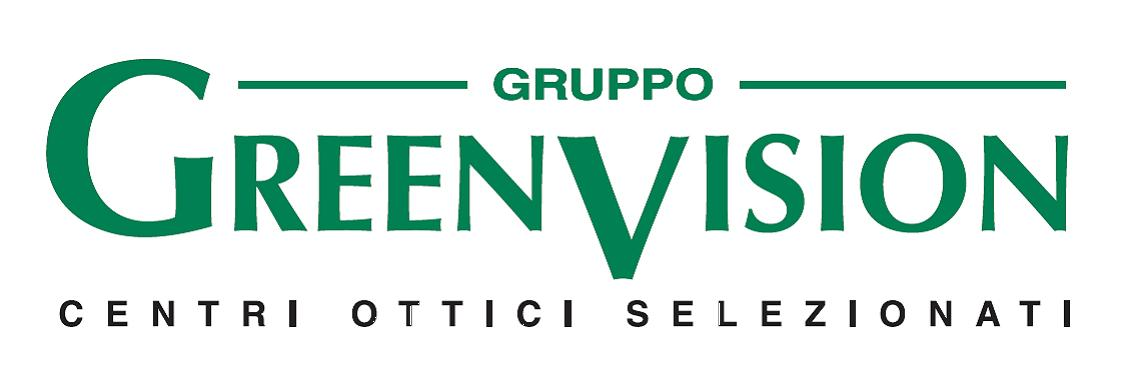 GRUPPO
GREENVISION
CENTRI OTTICI SELEZIONATI